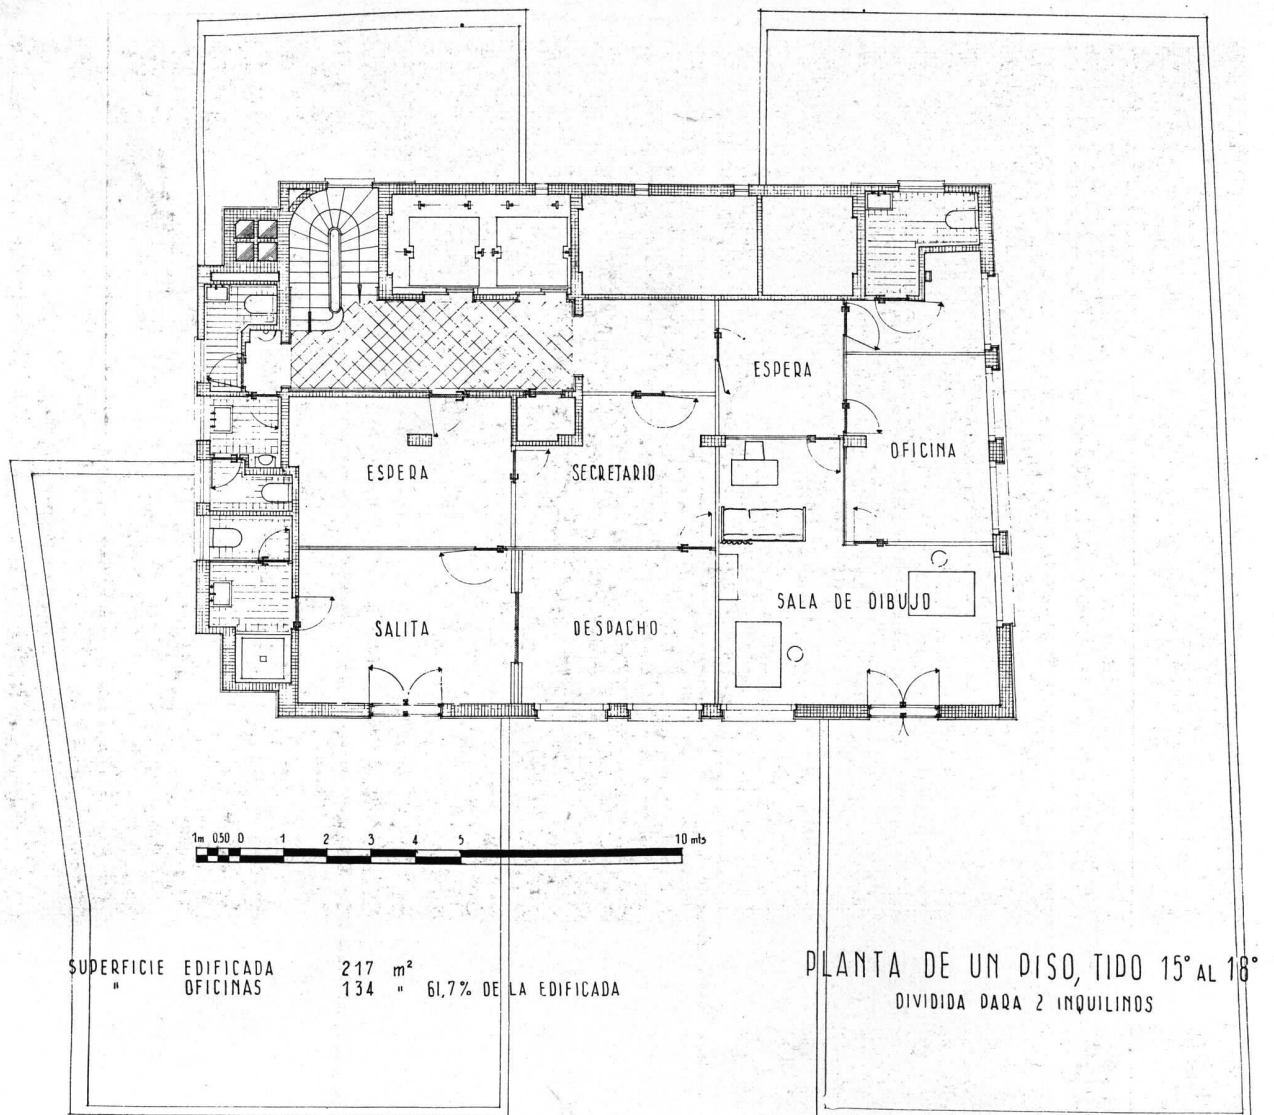 ESPERA
OFICINA
ESPERA
SECRETARIO
SALA DE DIBUJO
SALITA
DESPACHO
1m 0.50 0 1 2 3 4 5 10 mts
SUPERFICIE EDIFICADA 217 m²
" OFICINAS 134 " 61,7% DE LA EDIFICADA
PLANTA DE UN PISO, TIPO 15º AL 18º
DIVIDIDA PARA 2 INQUILINOS